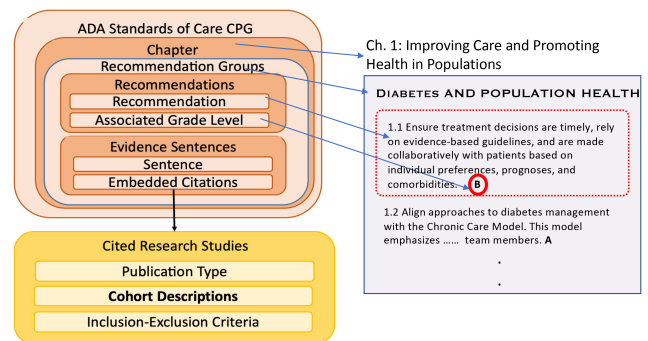 ADA Standards of Care CPG
Chapter
Recommendation Groups
Recommendations
Recommendation
Associated Grade Level
Evidence Sentences
Sentence
Embedded Citations
Cited Research Studies
Publication Type
Cohort Descriptions
Inclusion-Exclusion Criteria
Ch. 1: Improving Care and Promoting
Health in Populations
DIABETES AND POPULATION HEALTH
1.1 Ensure treatment decisions are timely, rely
on evidence-based guidelines, and are made
collaboratively with patients based on
individual preferences, prognoses, and
comorbidities. B
1.2 Align approaches to diabetes management
with the Chronic Care Model. This model
emphasizes ...... team members. A
.
.